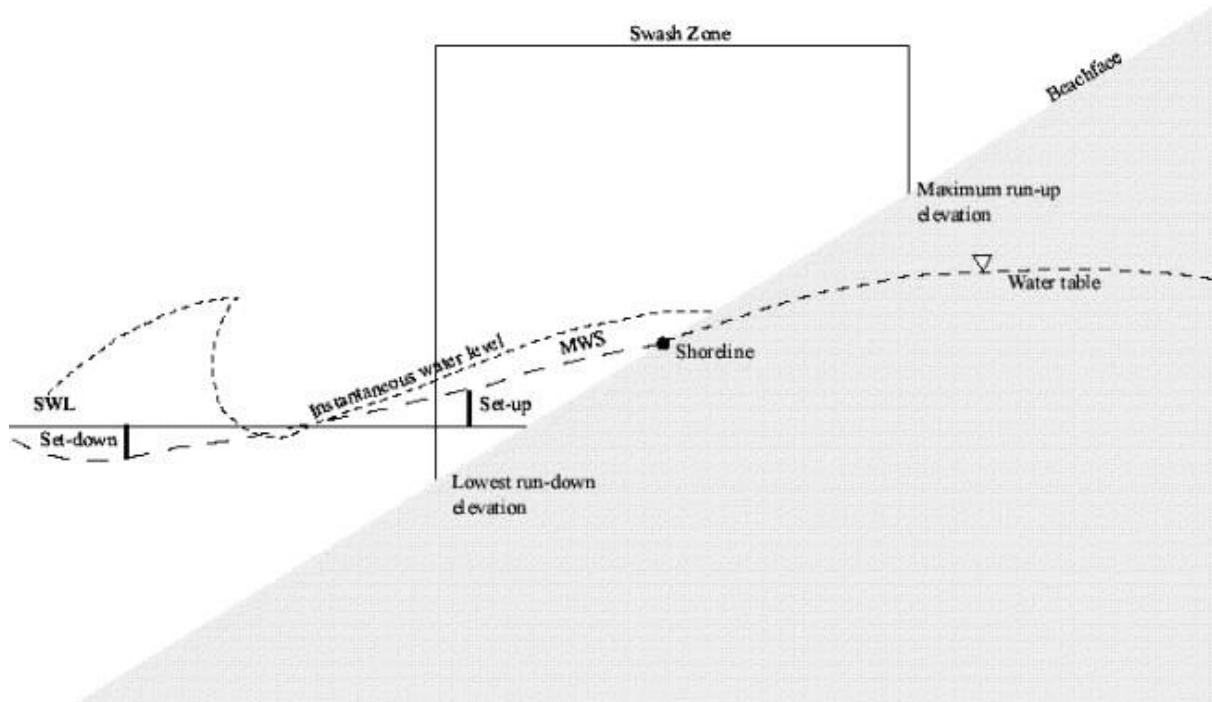 Swash Zone
Beachface
Maximum run-up
elevation
Water table
Instantaneous water level
MWS
Shoreline
SWL
Set-up
Set-down
Lowest run-down
elevation